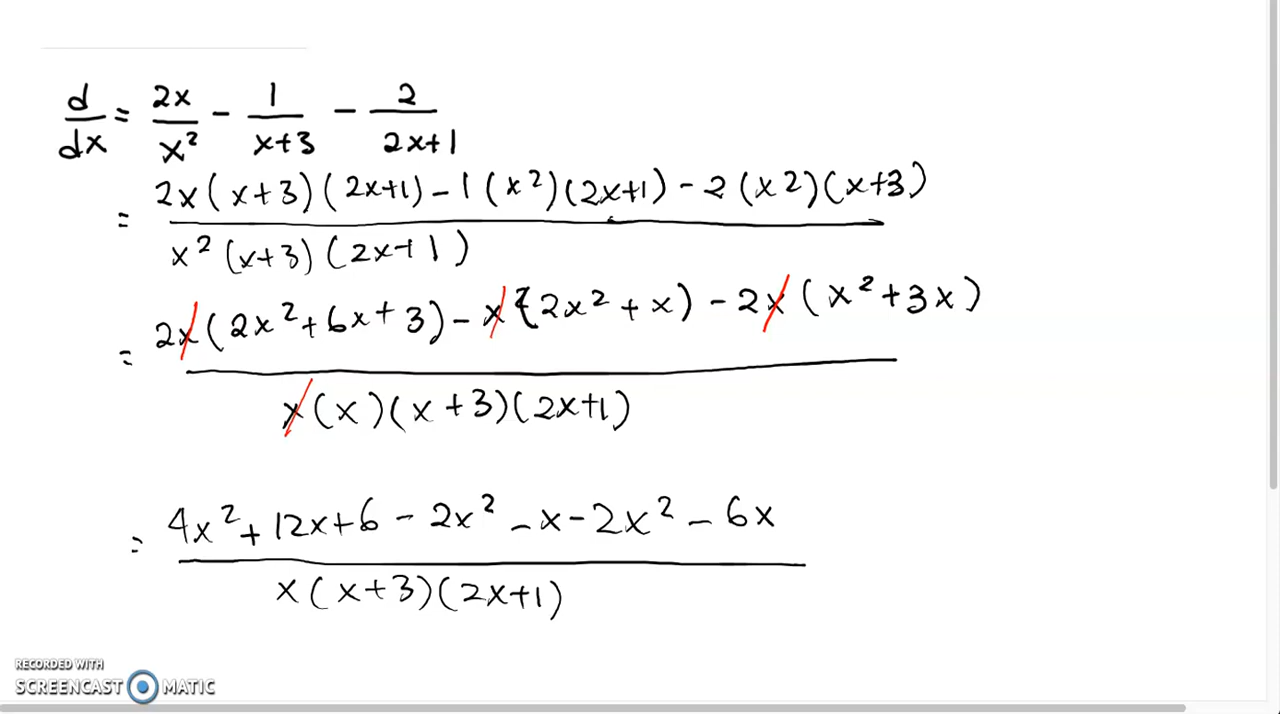 d/dx = 2x/x² - 1/x+3 - 2/2x+1
= 2x(x+3)(2x+1)-1(x²)(2x+1)-2(x2)(x+3)
x²(x+3)(2x+1)
= 2x(2x²+6x+3)-x(2x²+x)-2x(x²+3x)
x(x)(x+3)(2x+1)
= 4x²+12x+6-2x²-x-2x²-6x
x(x+3)(2x+1)
RECORDED WITH
SCREENCAST MATIC